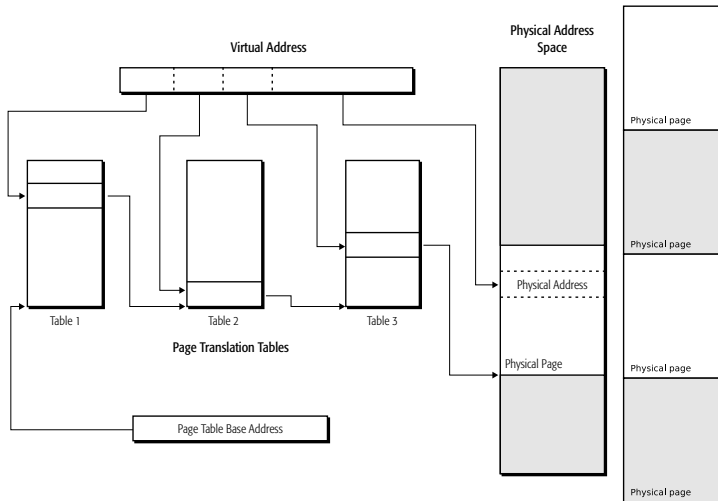 Virtual Address
Physical Address
Space
Physical page
Physical page
Physical Address
Table 1
Table 2
Table 3
Page Translation Tables
Physical Page
Physical page
Page Table Base Address
Physical page